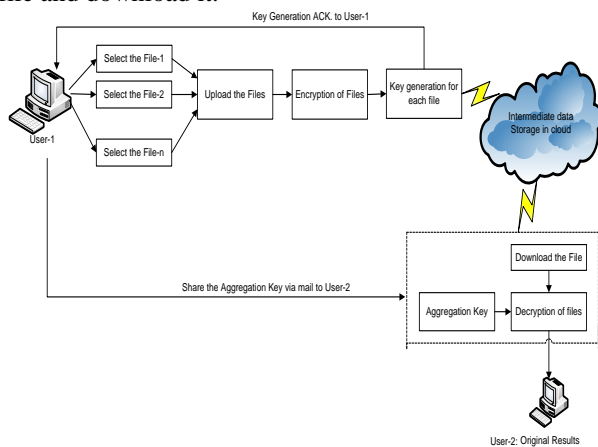 file and download it.
Key Generation ACK. to User-1
Select the File-1
Select the File-2
Select the File-n
User-1
Upload the Files
Encryption of Files
Key generation for
each file
Intermediate data
Storage in cloud
Share the Aggregation Key via mail to User-2
Download the File
Aggregation Key
Decryption of files
User-2: Original Results